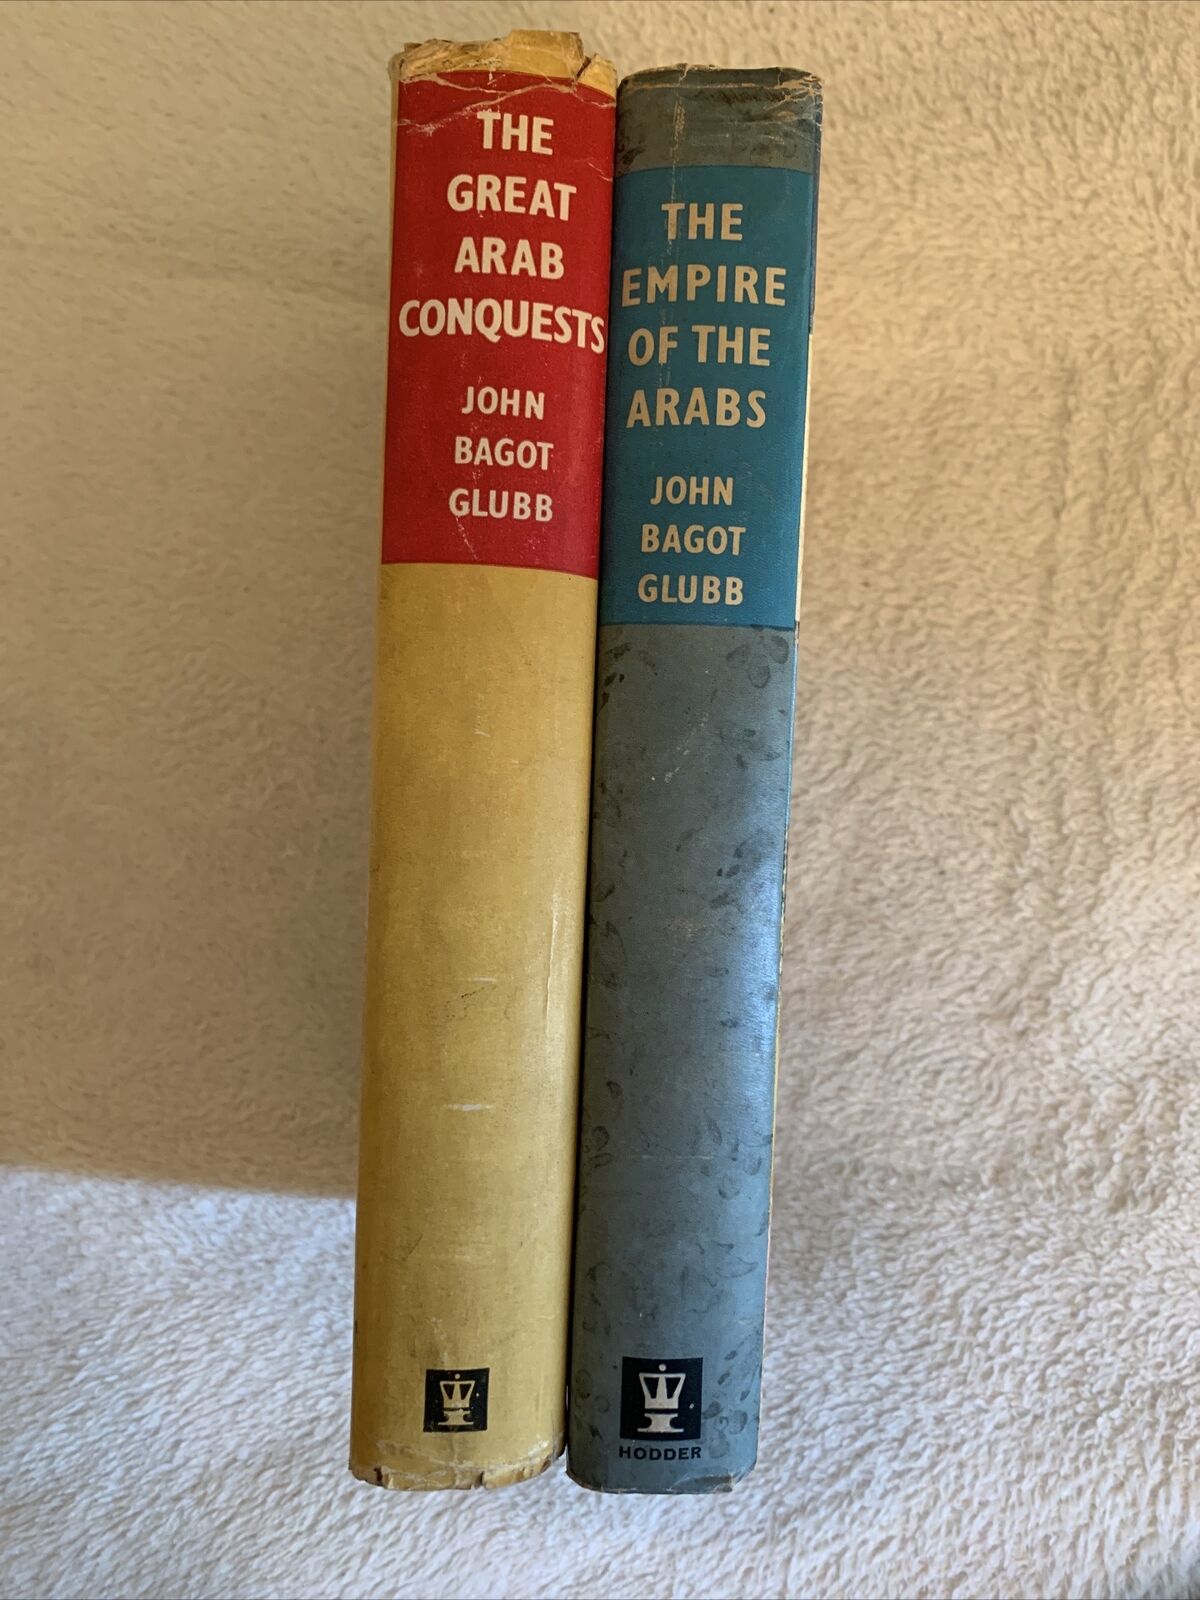 THE
GREAT
ARAB
CONQUESTS
JOHN
BAGOT
GLUBB
THE
EMPIRE
OF THE
ARABS
JOHN
BAGOT
GLUBB
HODDER